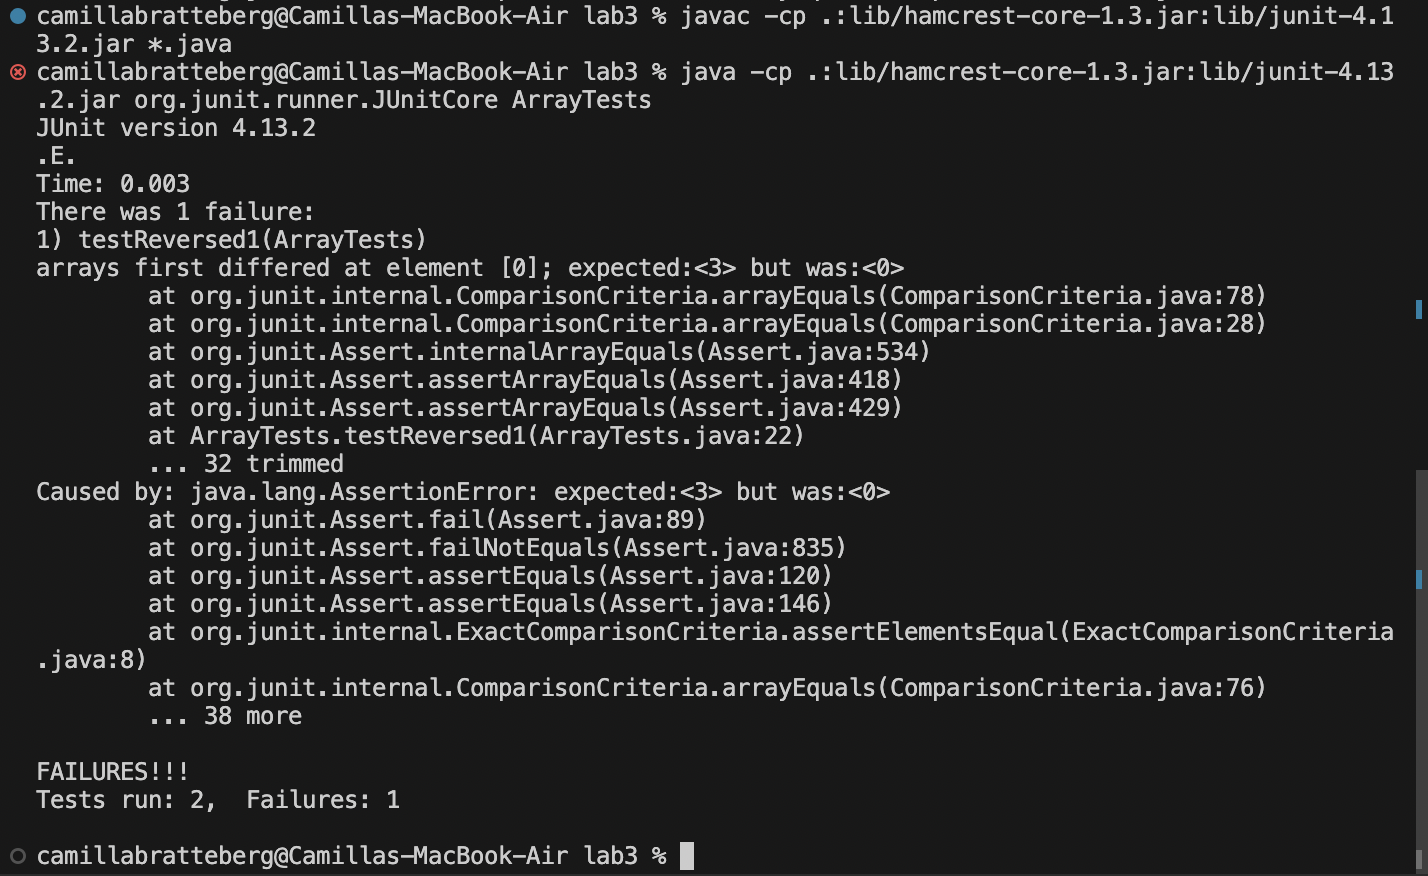 camillabratteberg@Camillas-MacBook-Air lab3 % javac -cp .:lib/hamcrest-core-1.3.jar:lib/junit-4.1
3.2.jar *.java
camillabratteberg@Camillas-MacBook-Air lab3 % java -cp .:lib/hamcrest-core-1.3.jar:lib/junit-4.13
.2.jar org.junit.runner.JUnitCore ArrayTests
JUnit version 4.13.2
.E.
Time: 0.003
There was 1 failure:
1) testReversed1(ArrayTests)
arrays first differed at element [0]; expected:<3> but was:<0>
        at org.junit.internal.ComparisonCriteria.arrayEquals(ComparisonCriteria.java:78)
        at org.junit.internal.ComparisonCriteria.arrayEquals(ComparisonCriteria.java:28)
        at org.junit.Assert.internalArrayEquals(Assert.java:534)
        at org.junit.Assert.assertArrayEquals(Assert.java:418)
        at org.junit.Assert.assertArrayEquals(Assert.java:429)
        at ArrayTests.testReversed1(ArrayTests.java:22)
        ... 32 trimmed
Caused by: java.lang.AssertionError: expected:<3> but was:<0>
        at org.junit.Assert.fail(Assert.java:89)
        at org.junit.Assert.failNotEquals(Assert.java:835)
        at org.junit.Assert.assertEquals(Assert.java:120)
        at org.junit.Assert.assertEquals(Assert.java:146)
        at org.junit.internal.ExactComparisonCriteria.assertElementsEqual(ExactComparisonCriteria
.java:8)
        at org.junit.internal.ComparisonCriteria.arrayEquals(ComparisonCriteria.java:76)
        ... 38 more

FAILURES!!!
Tests run: 2,  Failures: 1

camillabratteberg@Camillas-MacBook-Air lab3 %